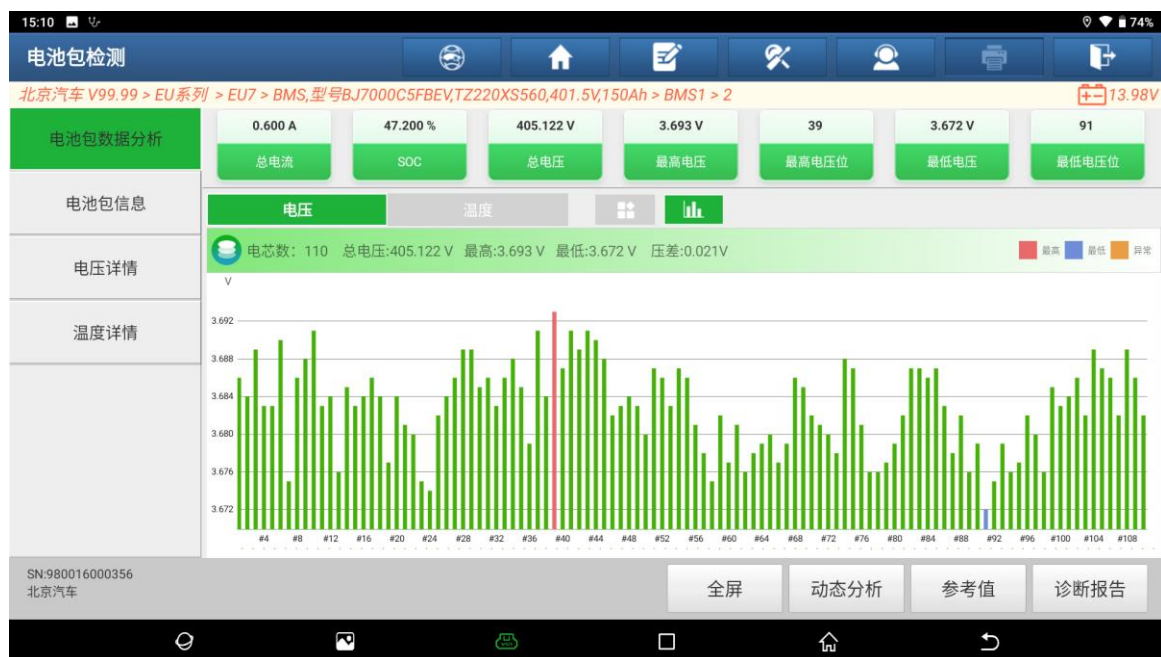 15:10 74%
电池包检测
北京汽车 V99.99 > EU系列 > EU7 > BMS,型号BJ7000C5FBEV,TZ220XS560,401.5V,150Ah > BMS1 > 2 13.98V
电池包数据分析
电池包信息
电压详情
温度详情
0.600 A 47.200 % 405.122 V 3.693 V 39 3.672 V 91
总电流 SOC 总电压 最高电压 最高电压位 最低电压 最低电压位
电压 温度
电芯数：110 总电压:405.122 V 最高:3.693 V 最低:3.672 V 压差:0.021V 最高 最低 异常
V
3.692
3.688
3.684
3.680
3.676
3.672
#4 #8 #12 #16 #20 #24 #28 #32 #36 #40 #44 #48 #52 #56 #60 #64 #68 #72 #76 #80 #84 #88 #92 #96 #100 #104 #108
SN:980016000356
北京汽车
全屏 动态分析 参考值 诊断报告